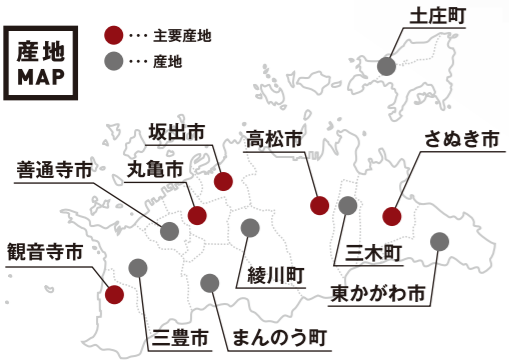 産地
MAP
･･･ 主要産地
･･･ 産地
土庄町
坂出市
高松市
さぬき市
善通寺市
丸亀市
観音寺市
綾川町
三木町
東かがわ市
三豊市
まんのう町